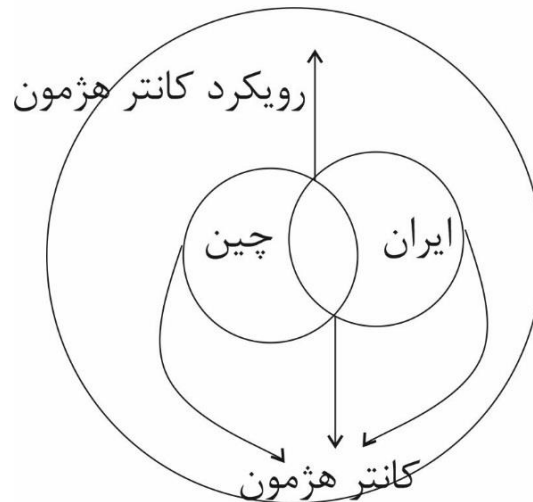 رویکرد کانتر هژمون
ایران
چین
کانتر هژمون